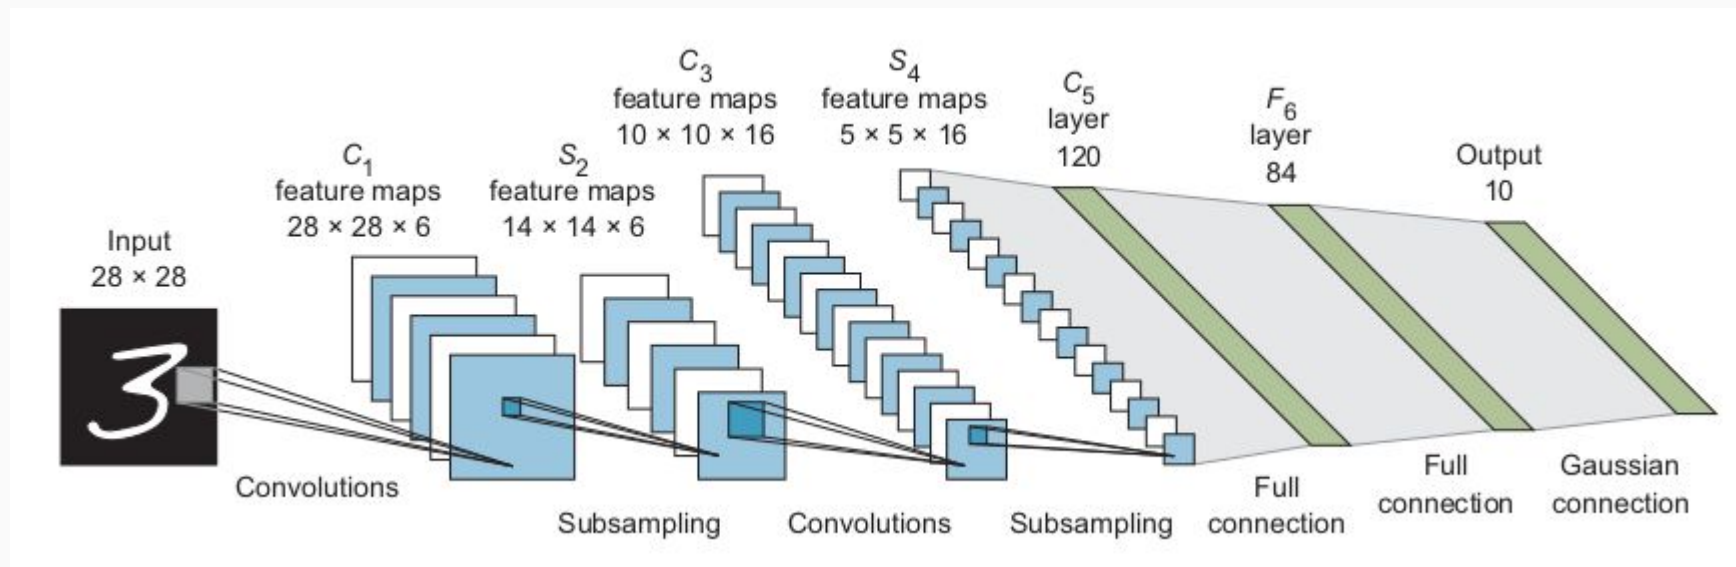 Input
28 × 28
C1
feature maps
28 × 28 × 6
S2
feature maps
14 × 14 × 6
C3
feature maps
10 × 10 × 16
S4
feature maps
5 × 5 × 16
C5
layer
120
F6
layer
84
Output
10
3
Convolutions
Subsampling
Convolutions
Subsampling
Full
connection
Full
connection
Gaussian
connection